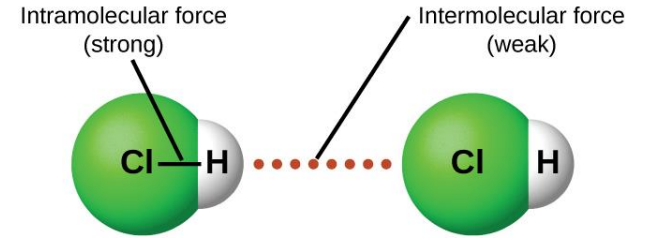 Intramolecular force
(strong)
Intermolecular force
(weak)
Cl H
Cl H